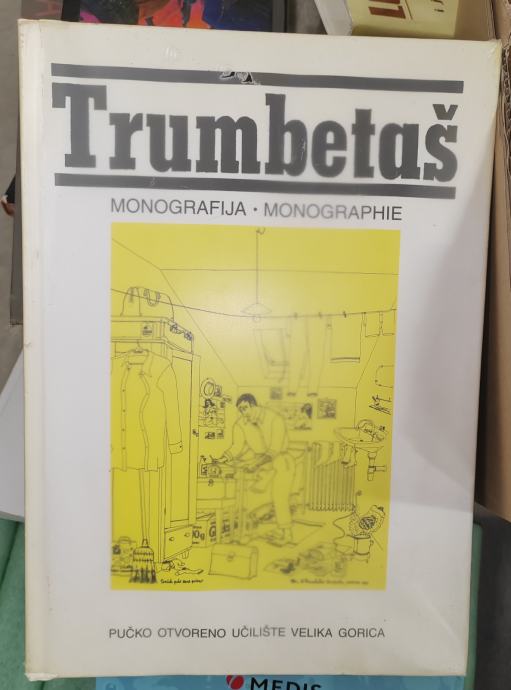 Trumbetaš
MONOGRAFIJA • MONOGRAPHIE
PUČKO OTVORENO UČILIŠTE VELIKA GORICA
MEDIS